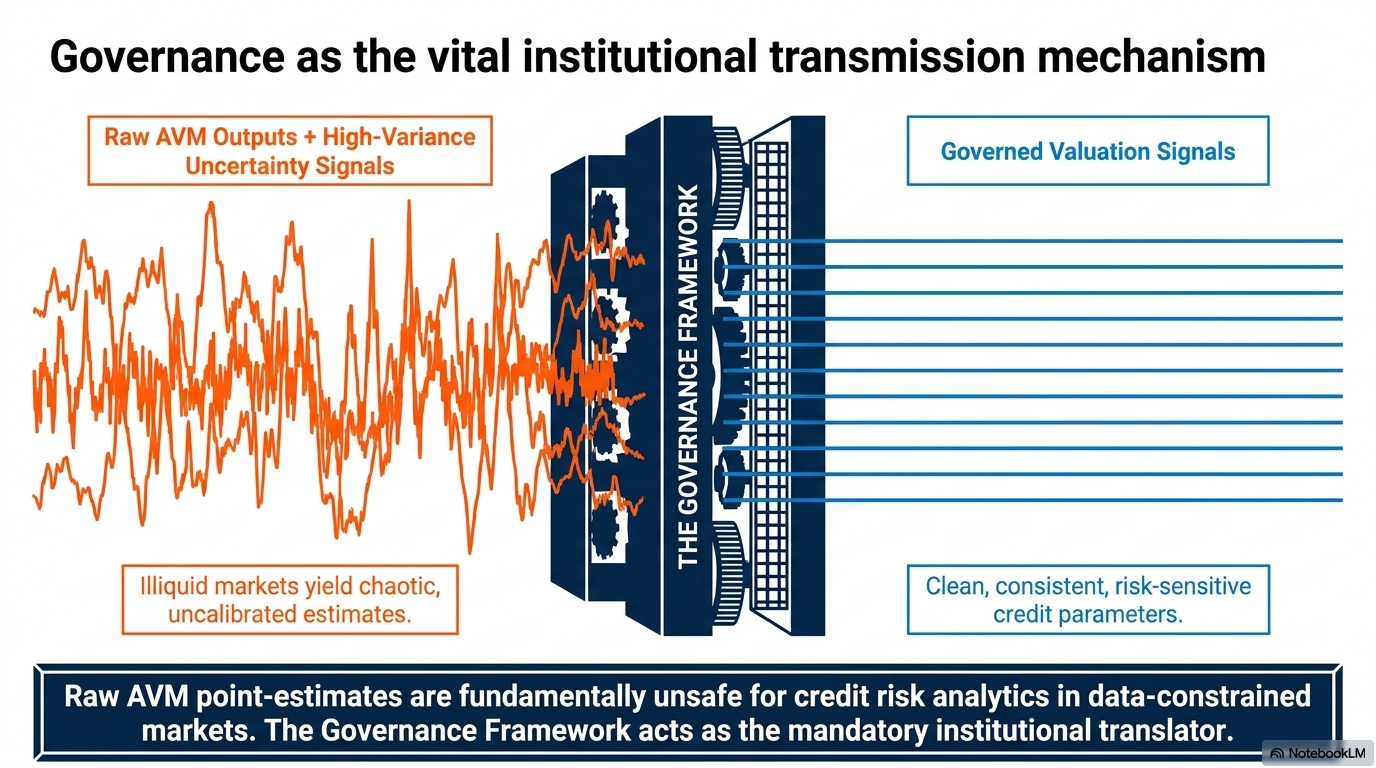 Governance as the vital institutional transmission mechanism
Raw AVM Outputs + High-Variance
Uncertainty Signals
Governed Valuation Signals
THE GOVERNANCE FRAMEWORK
Illiquid markets yield chaotic,
uncalibrated estimates.
Clean, consistent, risk-sensitive
credit parameters.
Raw AVM point-estimates are fundamentally unsafe for credit risk analytics in data-constrained
markets. The Governance Framework acts as the mandatory institutional translator.
NotebookLM